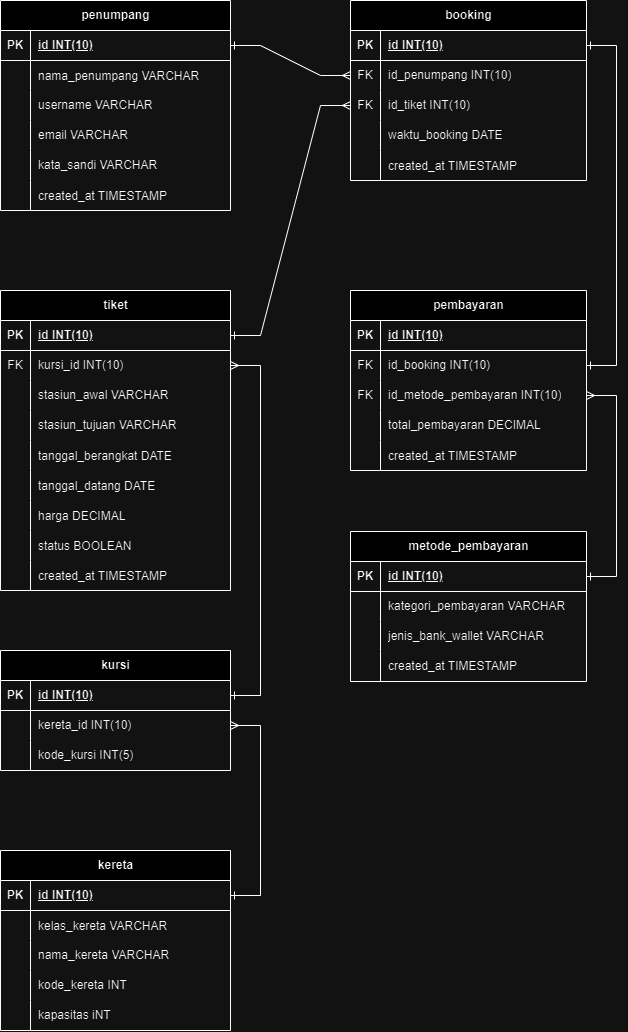 penumpang
PK id INT(10)
nama_penumpang VARCHAR
username VARCHAR
email VARCHAR
kata_sandi VARCHAR
created_at TIMESTAMP
booking
PK id INT(10)
FK id_penumpang INT(10)
FK id_tiket INT(10)
waktu_booking DATE
created_at TIMESTAMP
tiket
PK id INT(10)
FK kursi_id INT(10)
stasiun_awal VARCHAR
stasiun_tujuan VARCHAR
tanggal_berangkat DATE
tanggal_datang DATE
harga DECIMAL
status BOOLEAN
created_at TIMESTAMP
pembayaran
PK id INT(10)
FK id_booking INT(10)
FK id_metode_pembayaran INT(10)
total_pembayaran DECIMAL
created_at TIMESTAMP
metode_pembayaran
PK id INT(10)
kategori_pembayaran VARCHAR
jenis_bank_wallet VARCHAR
created_at TIMESTAMP
kursi
PK id INT(10)
kereta_id INT(10)
kode_kursi INT(5)
kereta
PK id INT(10)
kelas_kereta VARCHAR
nama_kereta VARCHAR
kode_kereta INT
kapasitas iNT